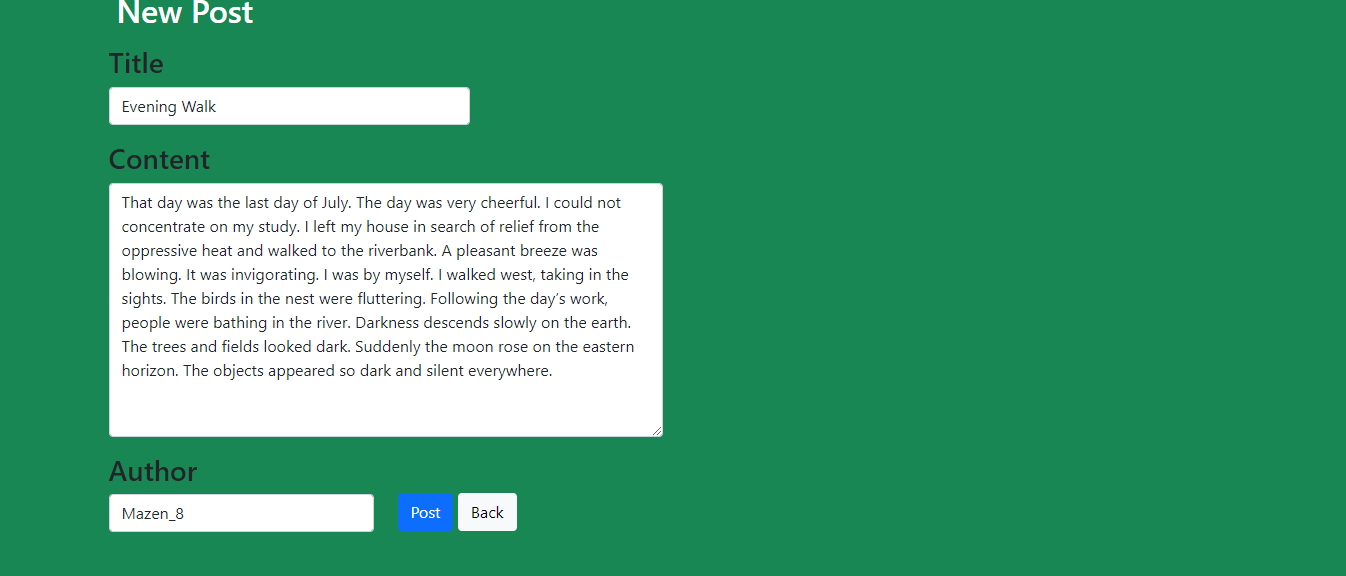 New Post
Title
Evening Walk
Content
That day was the last day of July. The day was very cheerful. I could not
concentrate on my study. I left my house in search of relief from the
oppressive heat and walked to the riverbank. A pleasant breeze was
blowing. It was invigorating. I was by myself. I walked west, taking in the
sights. The birds in the nest were fluttering. Following the day’s work,
people were bathing in the river. Darkness descends slowly on the earth.
The trees and fields looked dark. Suddenly the moon rose on the eastern
horizon. The objects appeared so dark and silent everywhere.
Author
Mazen_8
Post
Back